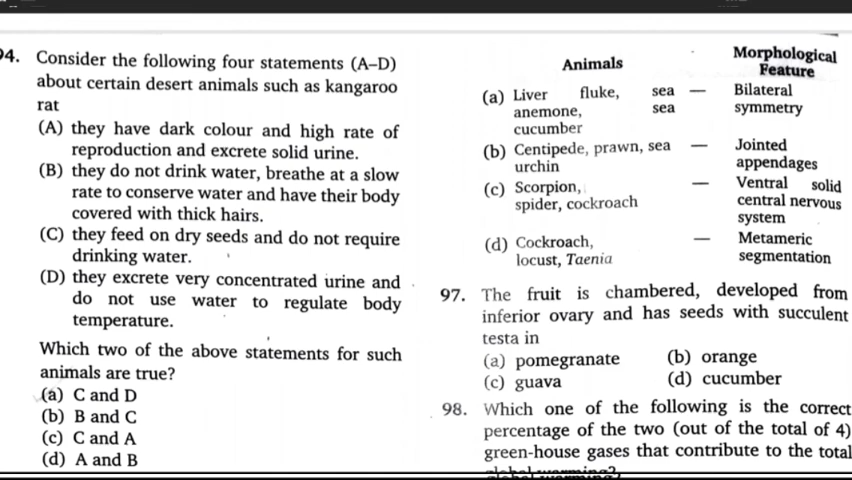 94. Consider the following four statements (A–D)
about certain desert animals such as kangaroo
rat
(A) they have dark colour and high rate of
reproduction and excrete solid urine.
(B) they do not drink water, breathe at a slow
rate to conserve water and have their body
covered with thick hairs.
(C) they feed on dry seeds and do not require
drinking water.
(D) they excrete very concentrated urine and
do not use water to regulate body
temperature.
Which two of the above statements for such
animals are true?
(a) C and D
(b) B and C
(c) C and A
(d) A and B
Animals Morphological
Feature
(a) Liver fluke, sea — Bilateral
anemone, sea symmetry
cucumber
(b) Centipede, prawn, sea — Jointed
urchin appendages
(c) Scorpion, — Ventral solid
spider, cockroach central nervous
system
(d) Cockroach, — Metameric
locust, Taenia segmentation
97. The fruit is chambered, developed from
inferior ovary and has seeds with succulent
testa in
(a) pomegranate (b) orange
(c) guava (d) cucumber
98. Which one of the following is the correct
percentage of the two (out of the total of 4)
green-house gases that contribute to the total
global warming?